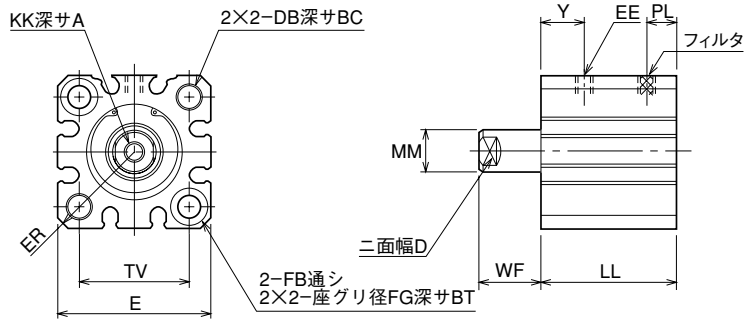 KK深サA
2×2-DB深サBC
Y
EE
PL
フィルタ
MM
二面幅D
ER
TV
E
2-FB通シ
2×2-座グリ径FG深サBT
WF
LL